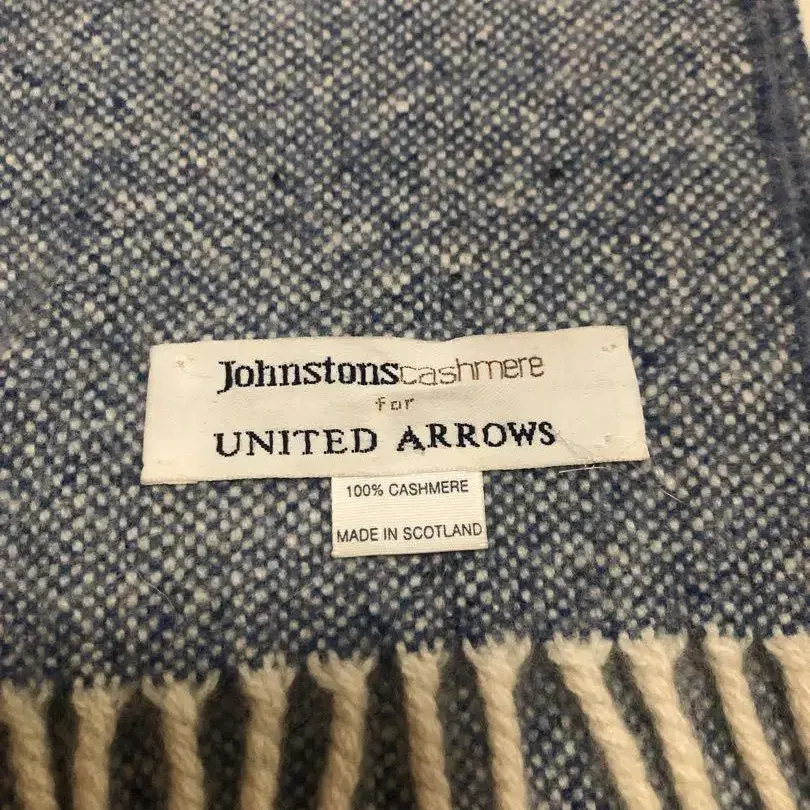 Johnstonscashmere
for
UNITED ARROWS
100% CASHMERE
MADE IN SCOTLAND